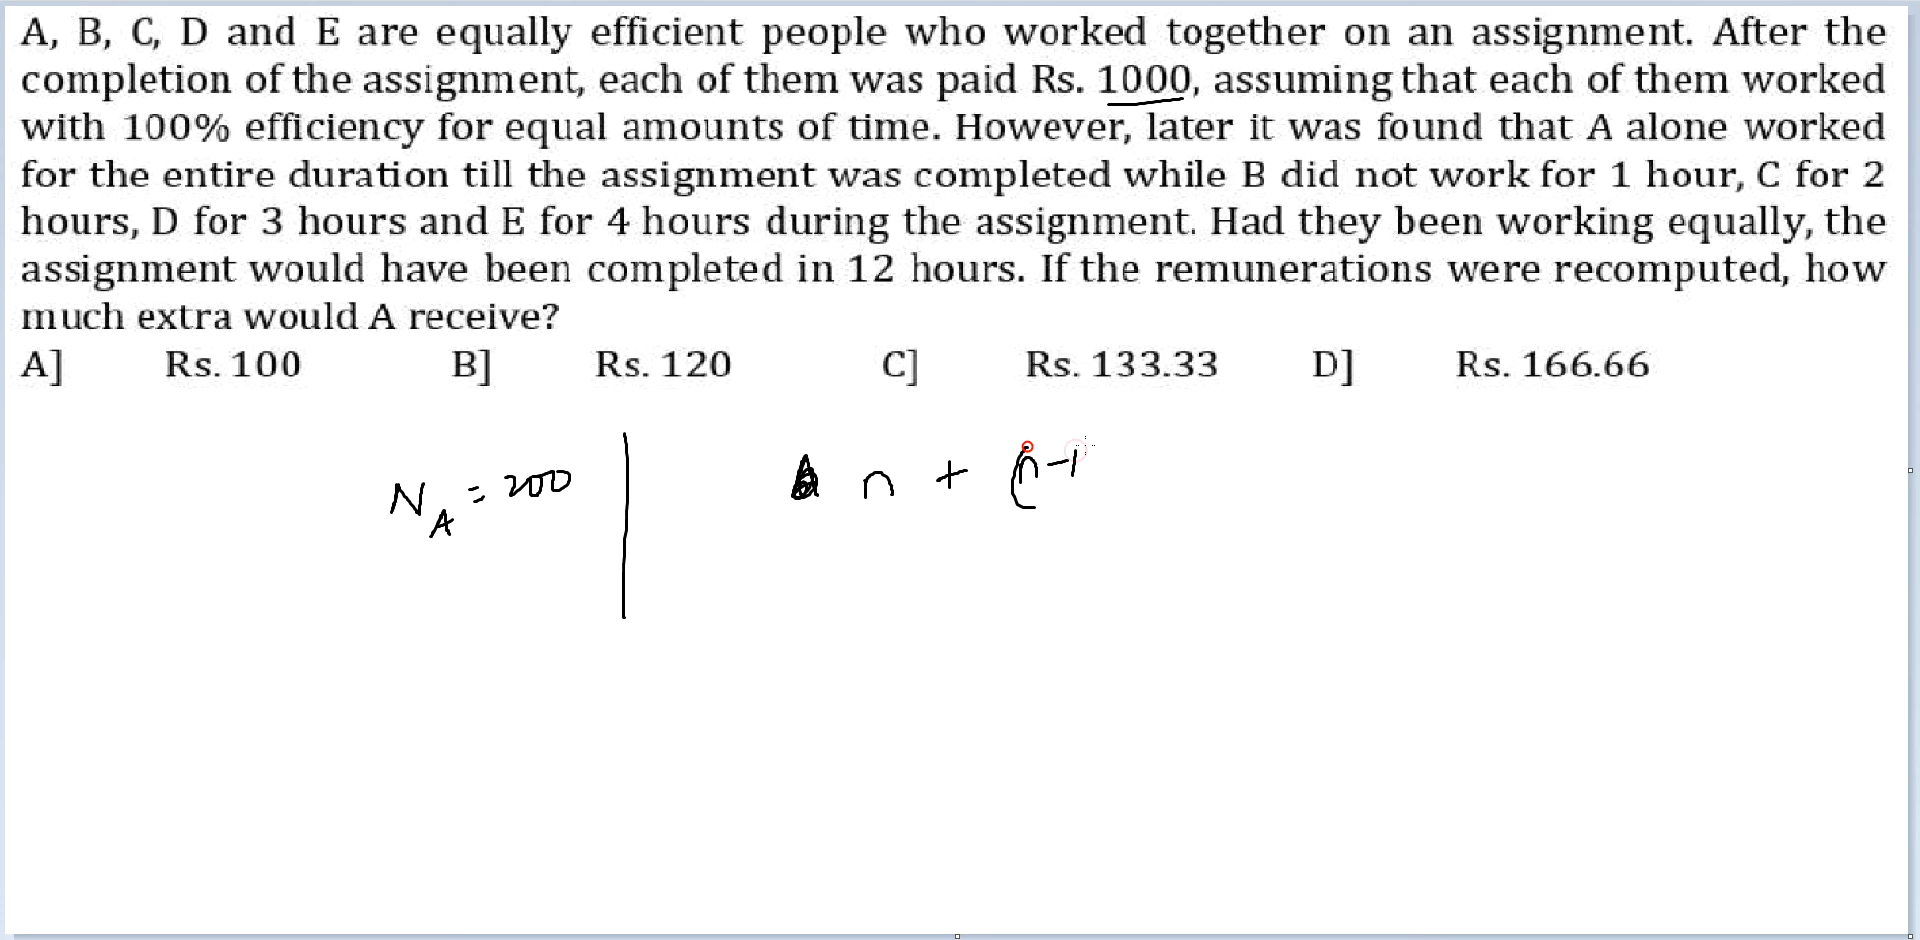 A, B, C, D and E are equally efficient people who worked together on an assignment. After the
completion of the assignment, each of them was paid Rs. 1000, assuming that each of them worked
with 100% efficiency for equal amounts of time. However, later it was found that A alone worked
for the entire duration till the assignment was completed while B did not work for 1 hour, C for 2
hours, D for 3 hours and E for 4 hours during the assignment. Had they been working equally, the
assignment would have been completed in 12 hours. If the remunerations were recomputed, how
much extra would A receive?
A] Rs. 100 B] Rs. 120 C] Rs. 133.33 D] Rs. 166.66
N_A = 200 n + (n-1